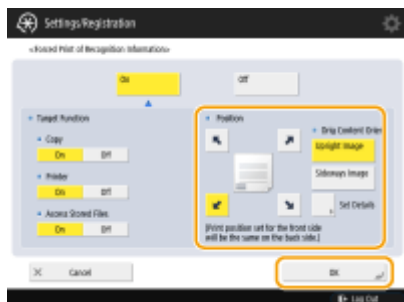 Settings/Registration
<Forced Print of Recognition Information>
On
Off
Target Function
Copy
On Off
Printer
On Off
Access Stored Files
On Off
Position
Orig Content Orien
Upright Image
Sideways Image
Set Details
[Print position set for the front side
will be the same on the back side.]
Cancel
OK
Log Out